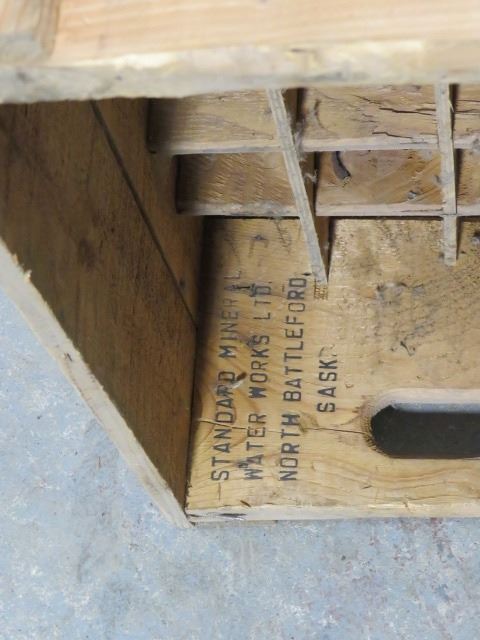 STANDARD MINERAL
WATER WORKS LTD.
NORTH BATTLEFORD,
SASK.